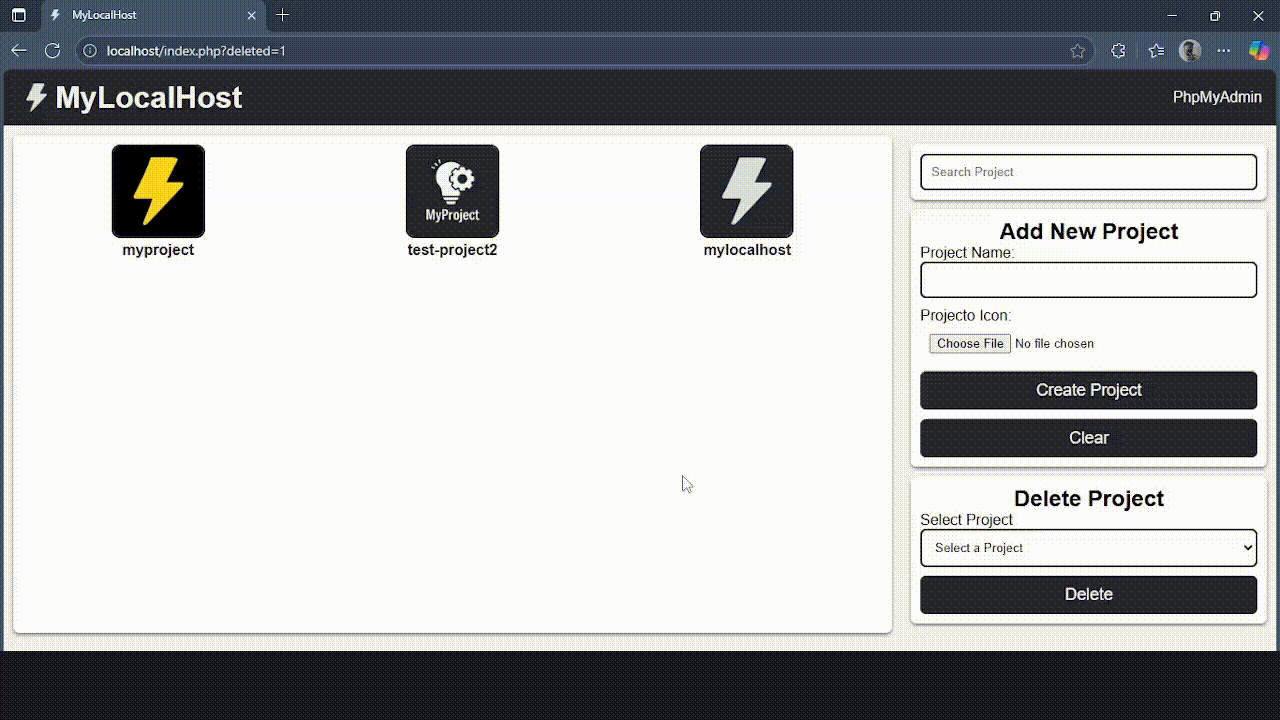 MyLocalHost
localhost/index.php?deleted=1
MyLocalHost
PhpMyAdmin
MyProject
myproject
test-project2
mylocalhost
Search Project
Add New Project
Project Name:
Projecto Icon:
Choose File No file chosen
Create Project
Clear
Delete Project
Select Project
Select a Project
Delete